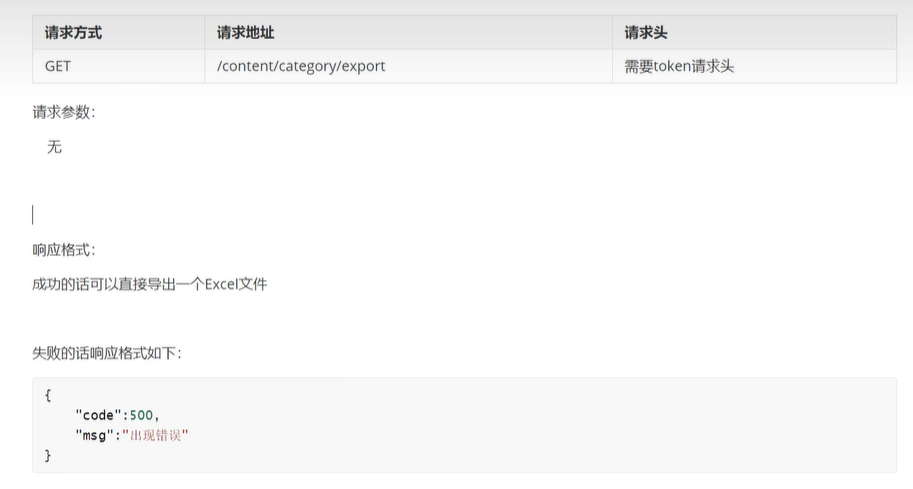 请求方式 请求地址 请求头
GET /content/category/export 需要token请求头
请求参数：
无
响应格式：
成功的话可以直接导出一个Excel文件
失败的话响应格式如下：
{
"code":500,
"msg":"出现错误"
}